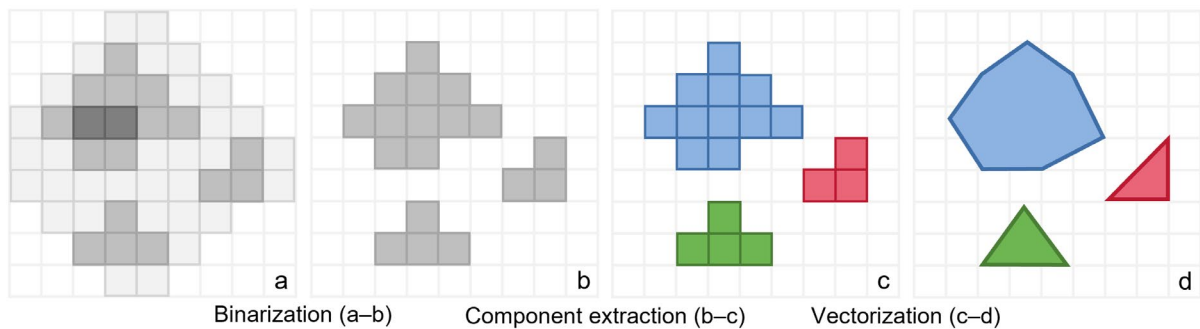 a b c d
Binarization (a–b) Component extraction (b–c) Vectorization (c–d)